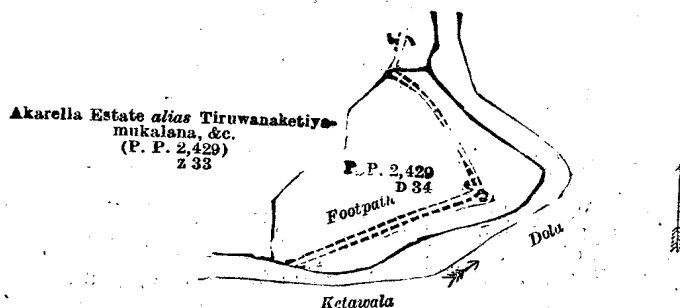 Akarella Estate alias Tiruwanaketiya-
mukalana, &c.
(P. P. 2,429)
Z 33
P. P. 2,429
D 34
Footpath
Dola
Ketawala